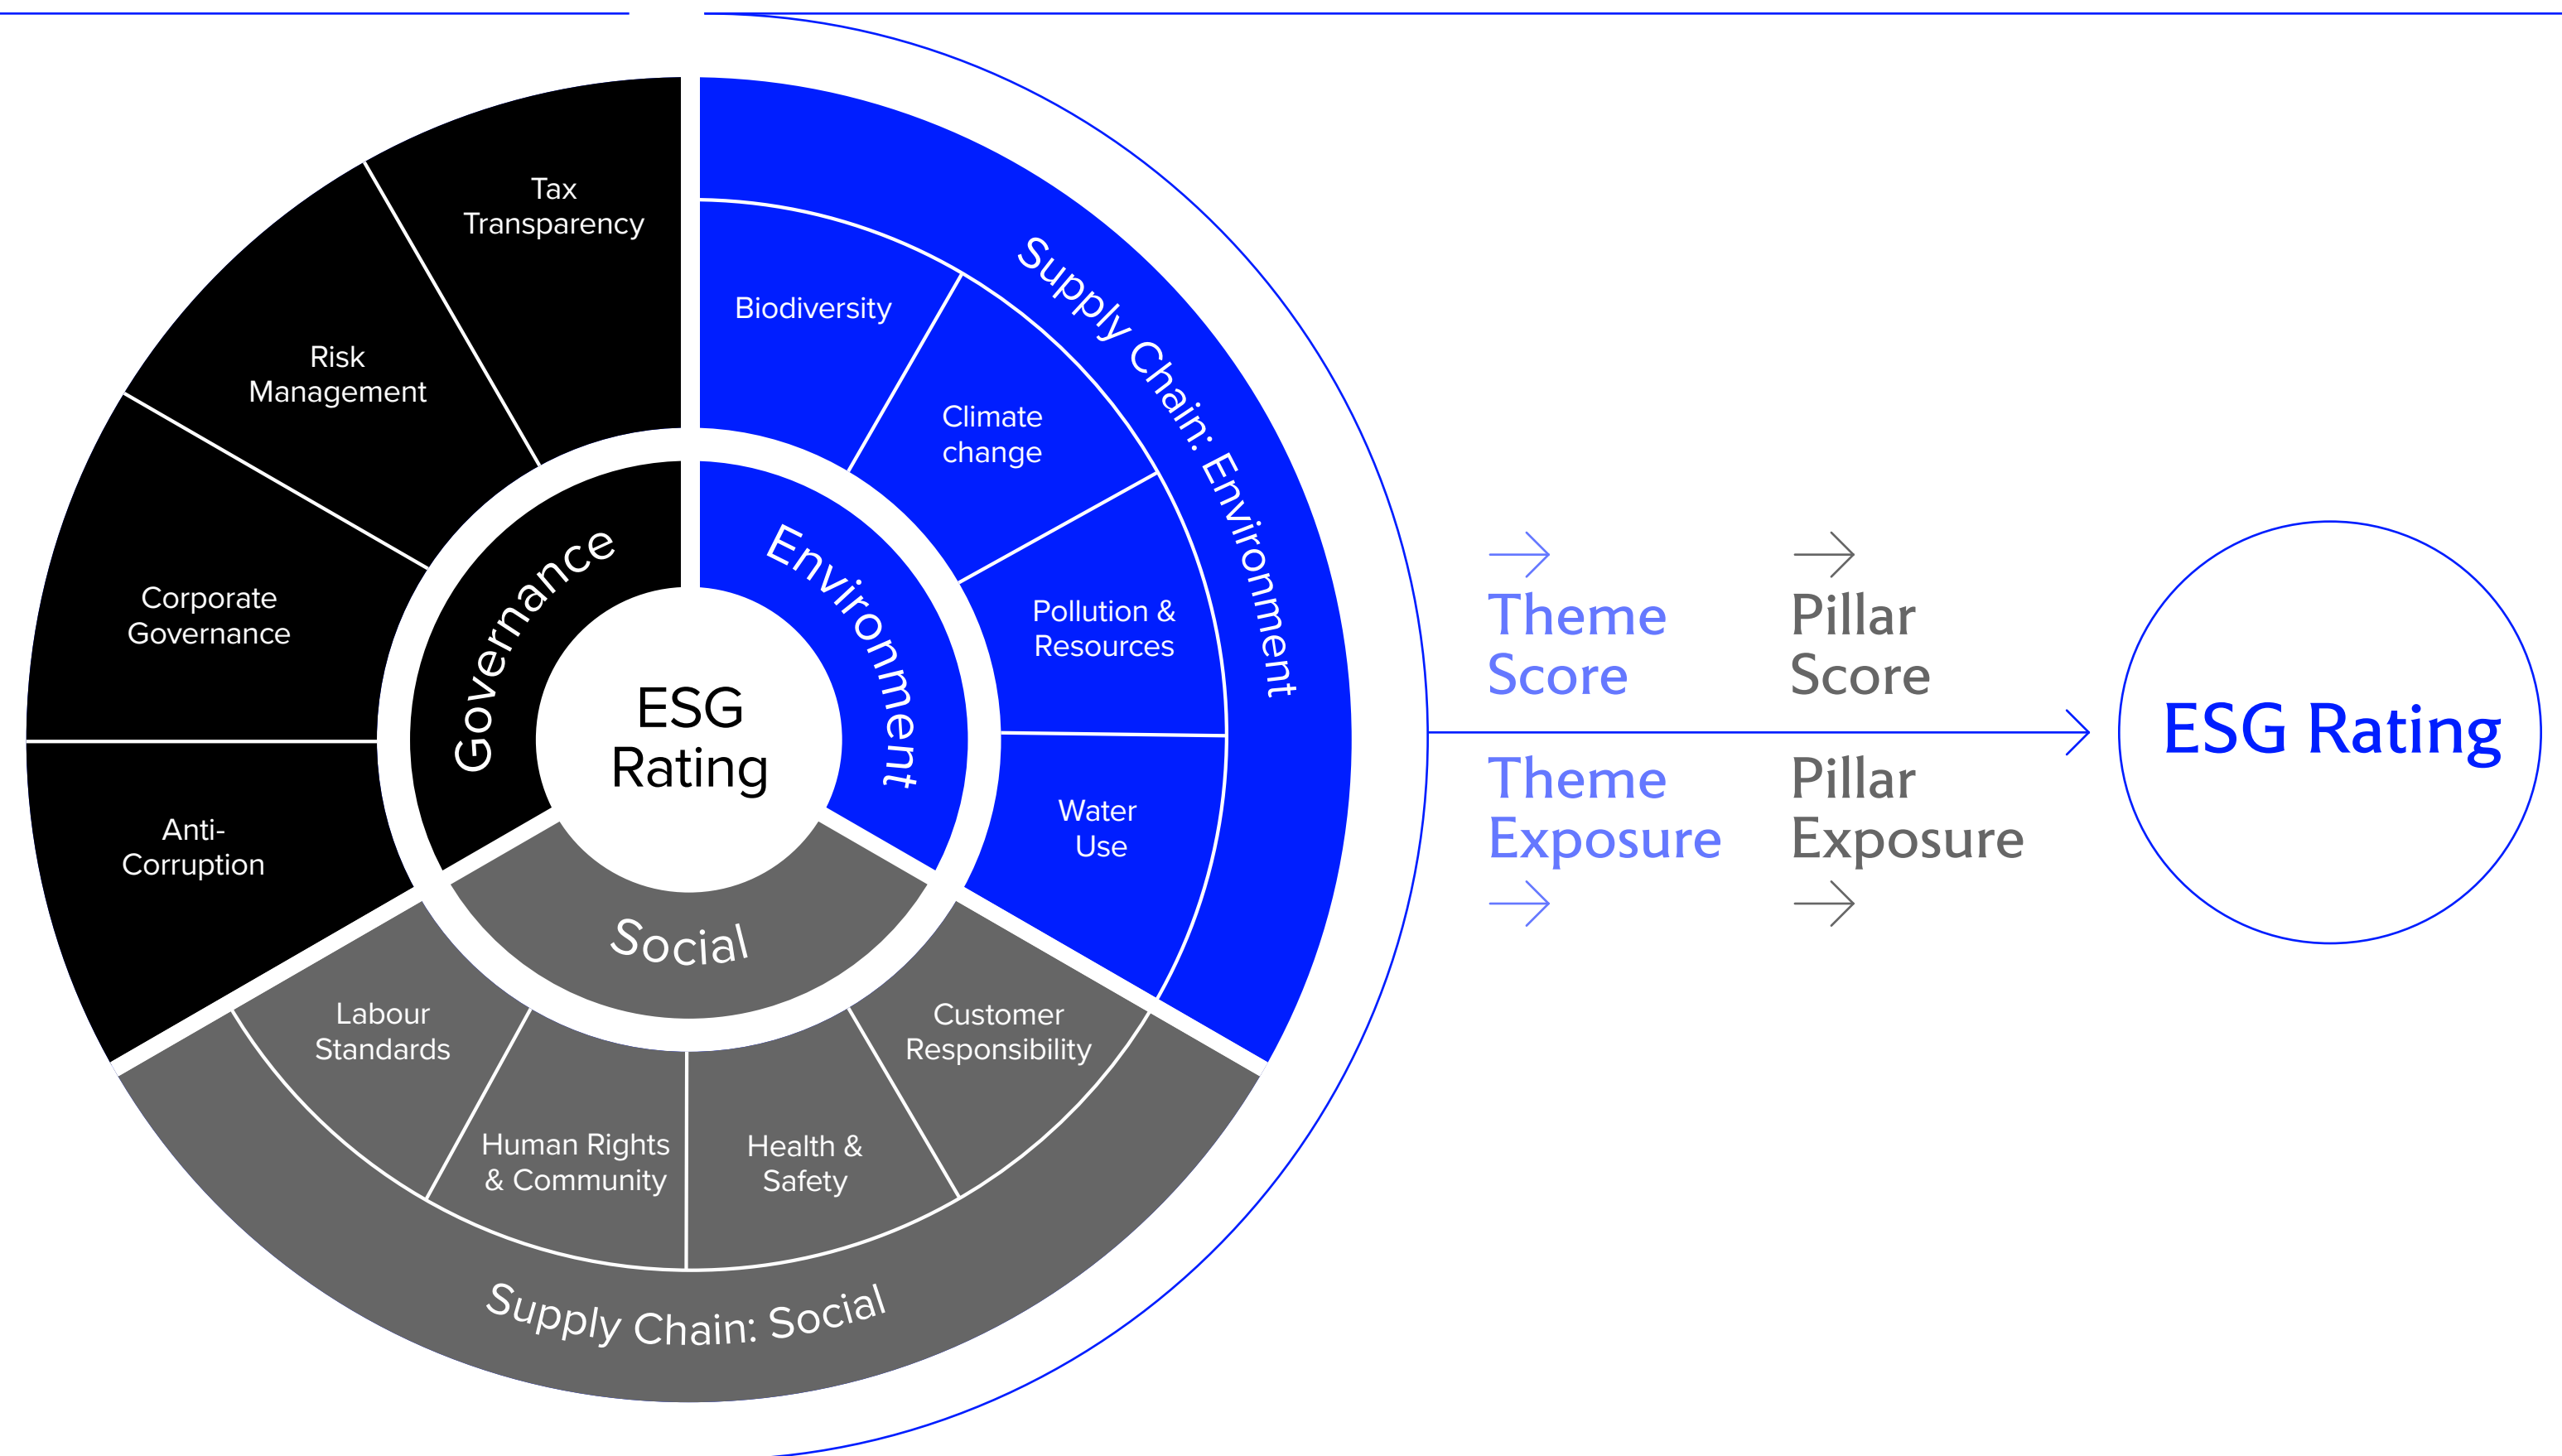 Tax
Transparency
Risk
Management
Corporate
Governance
Anti-
Corruption
Governance
Environment
Social
ESG
Rating
Biodiversity
Climate
change
Pollution &
Resources
Water
Use
Supply Chain: Environment
Labour
Standards
Human Rights
& Community
Health &
Safety
Customer
Responsibility
Supply Chain: Social
Theme
Score
Pillar
Score
Theme
Exposure
Pillar
Exposure
ESG Rating